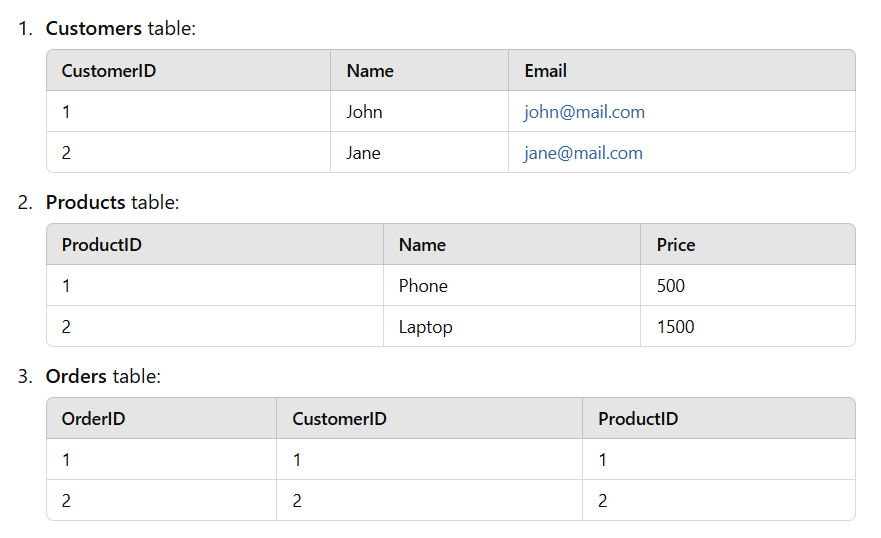 1. Customers table:
CustomerID Name Email
1 John john@mail.com
2 Jane jane@mail.com
2. Products table:
ProductID Name Price
1 Phone 500
2 Laptop 1500
3. Orders table:
OrderID CustomerID ProductID
1 1 1
2 2 2